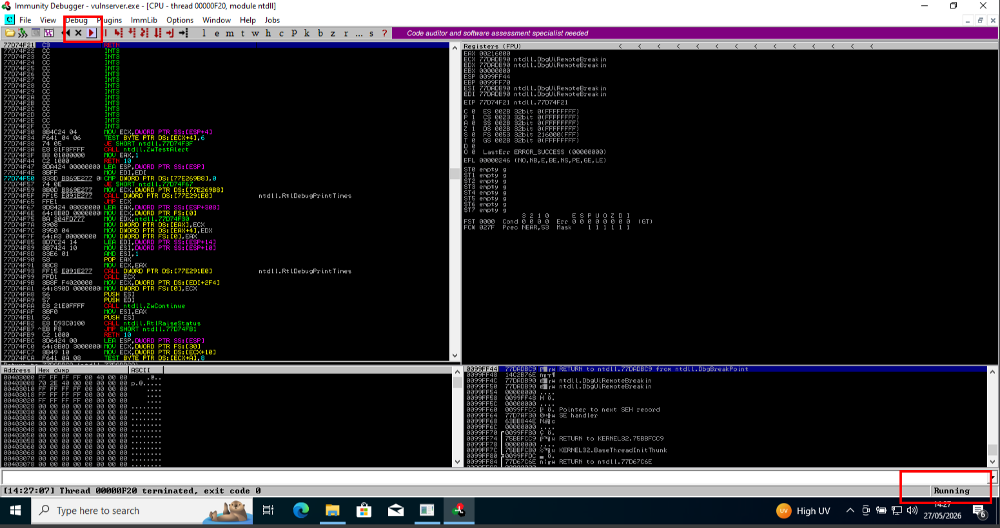 Immunity Debugger - vulnserver.exe - [CPU - thread 00000F20, module ntdll]
C File View Debug Plugins ImmLib Options Window Help Jobs
l e m t w h c P k b z r ... s ? Code auditor and software assessment specialist needed
77D74F21 C3 RETN
77D74F22 CC INT3
77D74F23 CC INT3
77D74F24 CC INT3
77D74F25 CC INT3
77D74F26 CC INT3
77D74F27 CC INT3
77D74F28 CC INT3
77D74F29 CC INT3
77D74F2A CC INT3
77D74F2B CC INT3
77D74F2C CC INT3
77D74F2D CC INT3
77D74F2E CC INT3
77D74F2F CC INT3
77D74F30 8B4C24 04 MOV ECX,DWORD PTR SS:[ESP+4]
77D74F34 F641 04 06 TEST BYTE PTR DS:[ECX+4],6
77D74F38 74 05 JE SHORT ntdll.77D74F3F
77D74F3A E8 81F8FFFF CALL ntdll.ZwTestAlert
77D74F3F B8 01000000 MOV EAX,1
77D74F44 C2 1000 RETN 10
77D74F47 8DA424 00000000 LEA ESP,DWORD PTR SS:[ESP]
77D74F4E 8BFF MOV EDI,EDI
77D74F50 833D B869E277 00 CMP DWORD PTR DS:[77E269B8],0
77D74F57 74 0E JE SHORT ntdll.77D74F67
77D74F59 8B0D B869E277 MOV ECX,DWORD PTR DS:[77E269B8]
77D74F5F FF15 E091E277 CALL DWORD PTR DS:[77E291E0] ntdll.RtlDebugPrintTimes
77D74F65 FFE1 JMP ECX
77D74F67 8D8424 08030000 LEA EAX,DWORD PTR SS:[ESP+308]
77D74F6E 64:8B0D 0000000 MOV ECX,DWORD PTR FS:[0]
77D74F75 BA 304FD777 MOV EDX,ntdll.77D74F30
77D74F7A 8908 MOV DWORD PTR DS:[EAX],ECX
77D74F7C 8950 04 MOV DWORD PTR DS:[EAX+4],EDX
77D74F7F 64:A3 00000000 MOV DWORD PTR FS:[0],EAX
77D74F85 8D7C24 14 LEA EDI,DWORD PTR SS:[ESP+14]
77D74F89 8B7424 10 MOV ESI,DWORD PTR SS:[ESP+10]
77D74F8D 83E6 01 AND ESI,1
77D74F90 58 POP EAX
77D74F91 8BC8 MOV ECX,EAX
77D74F93 FF15 E091E277 CALL DWORD PTR DS:[77E291E0] ntdll.RtlDebugPrintTimes
77D74F99 FFD1 CALL ECX
77D74F9B 8B8F F4020000 MOV ECX,DWORD PTR DS:[EDI+2F4]
77D74FA1 64:890D 0000000 MOV DWORD PTR FS:[0],ECX
77D74FA8 56 PUSH ESI
77D74FA9 57 PUSH EDI
77D74FAA E8 21E0FFFF CALL ntdll.ZwContinue
77D74FAF 8BF0 MOV ESI,EAX
77D74FB1 56 PUSH ESI
77D74FB2 E8 D93C0100 CALL ntdll.RtlRaiseStatus
77D74FB7 ^EB F8 JMP SHORT ntdll.77D74FB1
77D74FB9 C2 1000 RETN 10
77D74FBC 8D6424 00 LEA ESP,DWORD PTR SS:[ESP]
77D74FC0 64:8B0D 3000000 MOV ECX,DWORD PTR FS:[30]
77D74FC7 8B49 10 MOV ECX,DWORD PTR DS:[ECX+10]
77D74FCA F641 0A 08 TEST BYTE PTR DS:[ECX+A],8
Registers (FPU) < < < < < < < < < < < < < <
EAX 00216000
ECX 77DADB90 ntdll.DbgUiRemoteBreakin
EDX 77DADB90 ntdll.DbgUiRemoteBreakin
EBX 00000000
ESP 0099FF44
EBP 0099FF70
ESI 77DADB90 ntdll.DbgUiRemoteBreakin
EDI 77DADB90 ntdll.DbgUiRemoteBreakin
EIP 77D74F21 ntdll.77D74F21
C 0 ES 002B 32bit 0(FFFFFFFF)
P 1 CS 0023 32bit 0(FFFFFFFF)
A 0 SS 002B 32bit 0(FFFFFFFF)
Z 1 DS 002B 32bit 0(FFFFFFFF)
S 0 FS 0053 32bit 216000(FFF)
T 0 GS 002B 32bit 0(FFFFFFFF)
D 0
O 0 LastErr ERROR_SUCCESS (00000000)
EFL 00000246 (NO,NB,E,BE,NS,PE,GE,LE)
ST0 empty g
ST1 empty g
ST2 empty g
ST3 empty g
ST4 empty g
ST5 empty g
ST6 empty g
ST7 empty g
3 2 1 0 E S P U O Z D I
FST 0000 Cond 0 0 0 0 Err 0 0 0 0 0 0 0 0 (GT)
FCW 027F Prec NEAR,53 Mask 1 1 1 1 1 1
Address Hex dump ASCII
00403000 FF FF FF FF 00 40 00 00 .@..
00403008 70 2E 40 00 00 00 00 00 p.@.....
00403010 FF FF FF FF 00 00 00 00 ....
00403018 FF FF FF FF 00 00 00 00 ....
00403020 FF FF FF FF 00 00 00 00 ....
00403028 00 00 00 00 00 00 00 00 ........
00403030 00 00 00 00 00 00 00 00 ........
00403038 00 00 00 00 00 00 00 00 ........
00403040 00 00 00 00 00 00 00 00 ........
00403048 00 00 00 00 00 00 00 00 ........
00403050 00 00 00 00 00 00 00 00 ........
00403058 00 00 00 00 00 00 00 00 ........
00403060 00 00 00 00 00 00 00 00 ........
00403068 00 00 00 00 00 00 00 00 ........
00403070 00 00 00 00 00 00 00 00 ........
00403078 00 00 00 00 00 00 00 00 ........
0099FF44 77DADBC9 RETURN to ntdll.77DADBC9 from ntdll.DbgBreakPoint
0099FF48 14C2B76E
0099FF4C 77DADB90 ntdll.DbgUiRemoteBreakin
0099FF50 77DADB90 ntdll.DbgUiRemoteBreakin
0099FF54 00000000 ....
0099FF58 0099FF48 H ö.
0099FF5C 00000000 ....
0099FF60 0099FFCC Pointer to next SEH record
0099FF64 77D7AF30 SE handler
0099FF68 63BB844E
0099FF6C 00000000 ....
0099FF70 0099FF80
0099FF74 75BBFCC9 RETURN to KERNEL32.75BBFCC9
0099FF78 00000000 ....
0099FF7C 75BBFCB0 KERNEL32.BaseThreadInitThunk
0099FF80 0099FFDC
0099FF84 77D67C6E RETURN to ntdll.77D67C6E
[14:27:07] Thread 00000F20 terminated, exit code 0
Running
Type here to search
UV High UV
14:27
27/05/2026
6